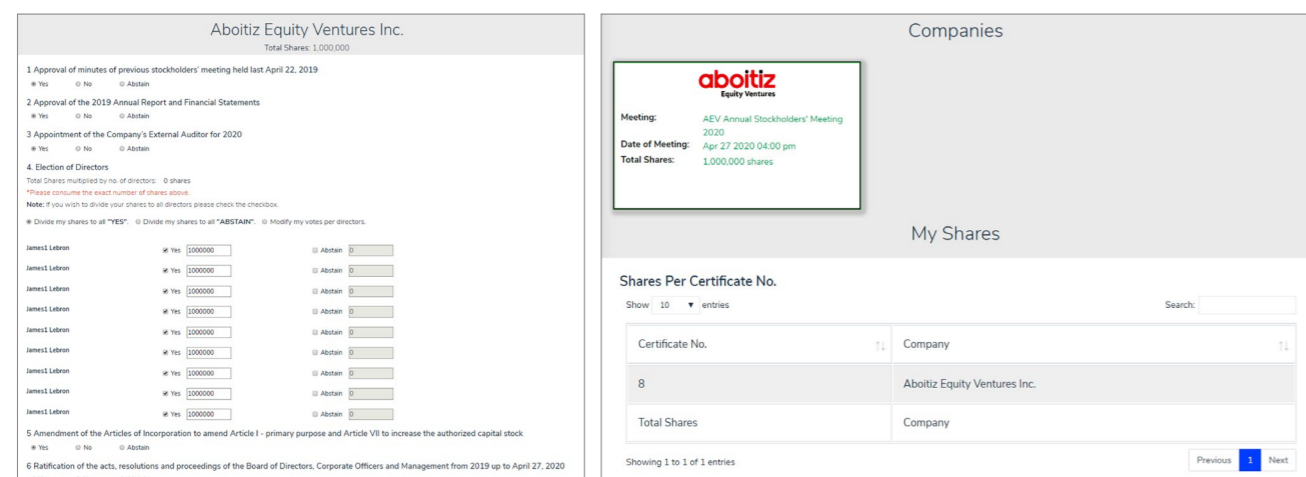 Aboitiz Equity Ventures Inc.
Total Shares: 1,000,000
1 Approval of minutes of previous stockholders' meeting held last April 22, 2019
Yes No Abstain
2 Approval of the 2019 Annual Report and Financial Statements
Yes No Abstain
3 Appointment of the Company's External Auditor for 2020
Yes No Abstain
4. Election of Directors
Total Shares multiplied by no. of directors: 0 shares
*Please consume the exact number of shares above.
Note: If you wish to divide your shares to all directors please check the checkbox.
Divide my shares to all "YES". Divide my shares to all "ABSTAIN". Modify my votes per directors.
James1 Lebron Yes 1000000 Abstain 0
James1 Lebron Yes 1000000 Abstain 0
James1 Lebron Yes 1000000 Abstain 0
James1 Lebron Yes 1000000 Abstain 0
James1 Lebron Yes 1000000 Abstain 0
James1 Lebron Yes 1000000 Abstain 0
James1 Lebron Yes 1000000 Abstain 0
James1 Lebron Yes 1000000 Abstain 0
James1 Lebron Yes 1000000 Abstain 0
5 Amendment of the Articles of Incorporation to amend Article I - primary purpose and Article VII to increase the authorized capital stock
Yes No Abstain
6 Ratification of the acts, resolutions and proceedings of the Board of Directors, Corporate Officers and Management from 2019 up to April 27, 2020
Companies
aboitiz
Equity Ventures
Meeting: AEV Annual Stockholders' Meeting
2020
Date of Meeting: Apr 27 2020 04:00 pm
Total Shares: 1,000,000 shares
My Shares
Shares Per Certificate No.
Show 10 entries Search:
Certificate No. Company
8 Aboitiz Equity Ventures Inc.
Total Shares Company
Showing 1 to 1 of 1 entries Previous 1 Next